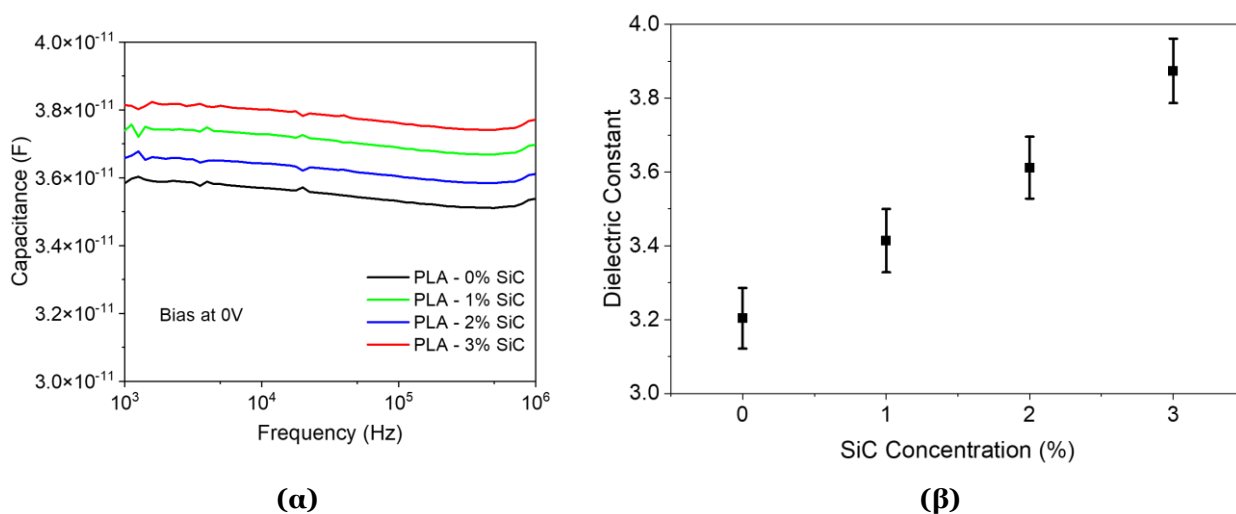 4.0×10⁻¹¹
3.8×10⁻¹¹
3.6×10⁻¹¹
3.4×10⁻¹¹
3.2×10⁻¹¹
3.0×10⁻¹¹
Capacitance (F)
PLA - 0% SiC
PLA - 1% SiC
PLA - 2% SiC
PLA - 3% SiC
Bias at 0V
10³ 10⁴ 10⁵ 10⁶
Frequency (Hz)
(α)
4.0
3.8
3.6
3.4
3.2
3.0
Dielectric Constant
0 1 2 3
SiC Concentration (%)
(β)